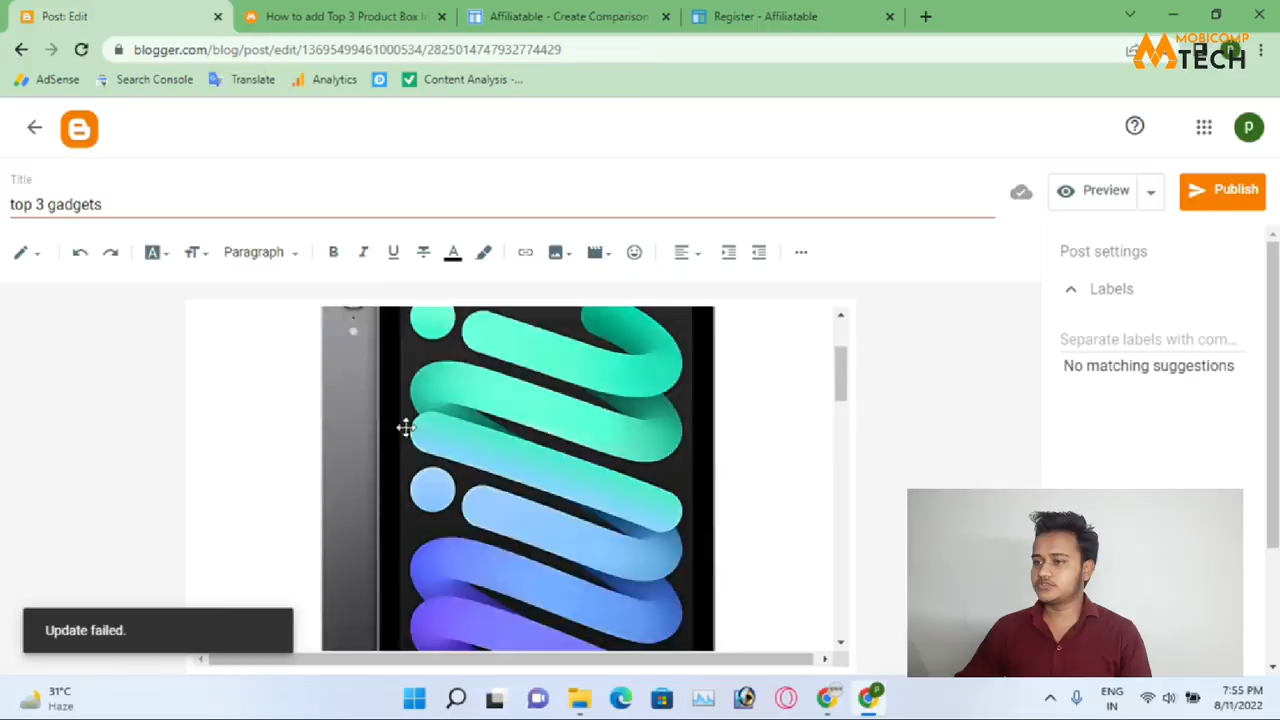 Post: Edit
How to add Top 3 Product Box I
Affiliatable - Create Comparison
Register - Affiliatable
MOBICOMP
TECH
blogger.com/blog/post/edit/13695499461000534/2825014747932774429
AdSense
Search Console
Translate
Analytics
Content Analysis -...
P
Title
top 3 gadgets
Preview
Publish
Paragraph
B I U A
Post settings
Labels
Separate labels with com...
No matching suggestions
Update failed.
31°C
Haze
ENG
IN
7:55 PM
8/11/2022